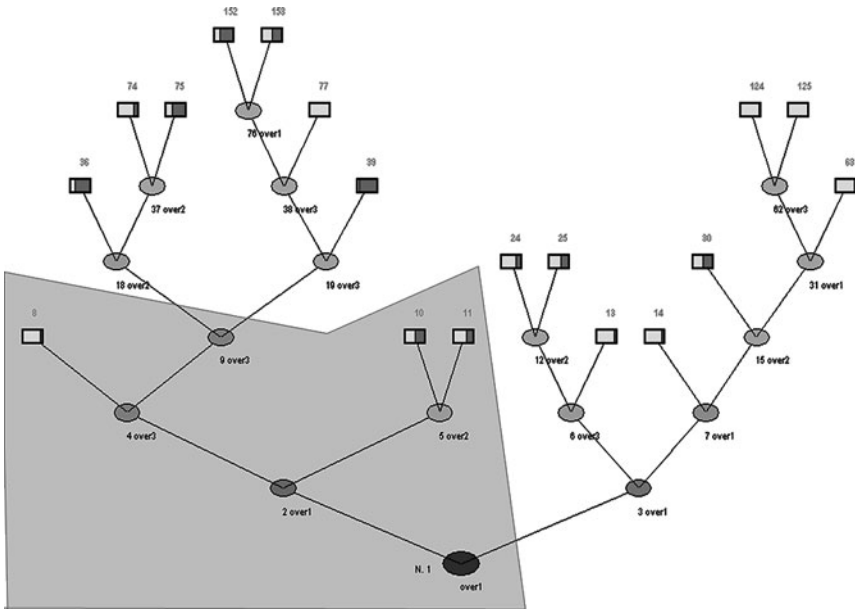 152 153
74 75 77 124 125
76 over1
36 39 63
37 over2 38 over3 62 over3
24 25 30
18 over2 19 over3 31 over1
8 10 11 13 14
9 over3 12 over2 15 over2
4 over3 5 over2 6 over3 7 over1
2 over1 3 over1
N. 1
over1